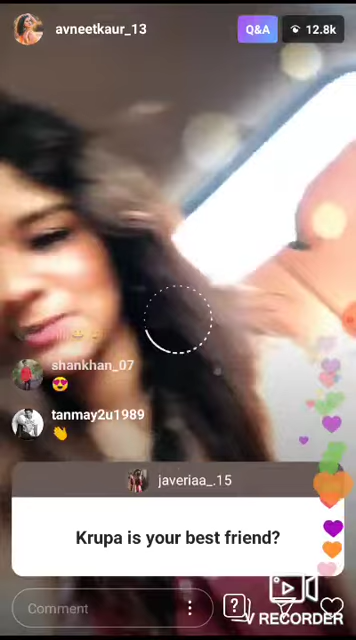 avneetkaur_13
Q&A
12.8k
shankhan_07
😍
tanmay2u1989
👋
javeriaa_.15
Krupa is your best friend?
Comment
?
V RECORDER